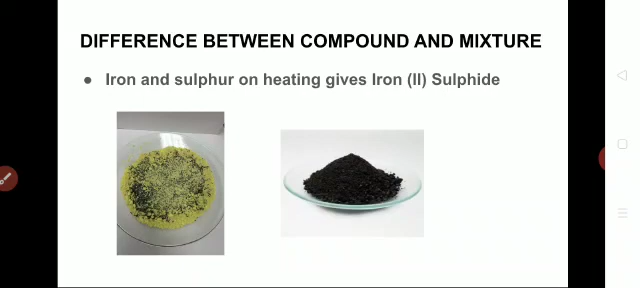 DIFFERENCE BETWEEN COMPOUND AND MIXTURE
● Iron and sulphur on heating gives Iron (II) Sulphide